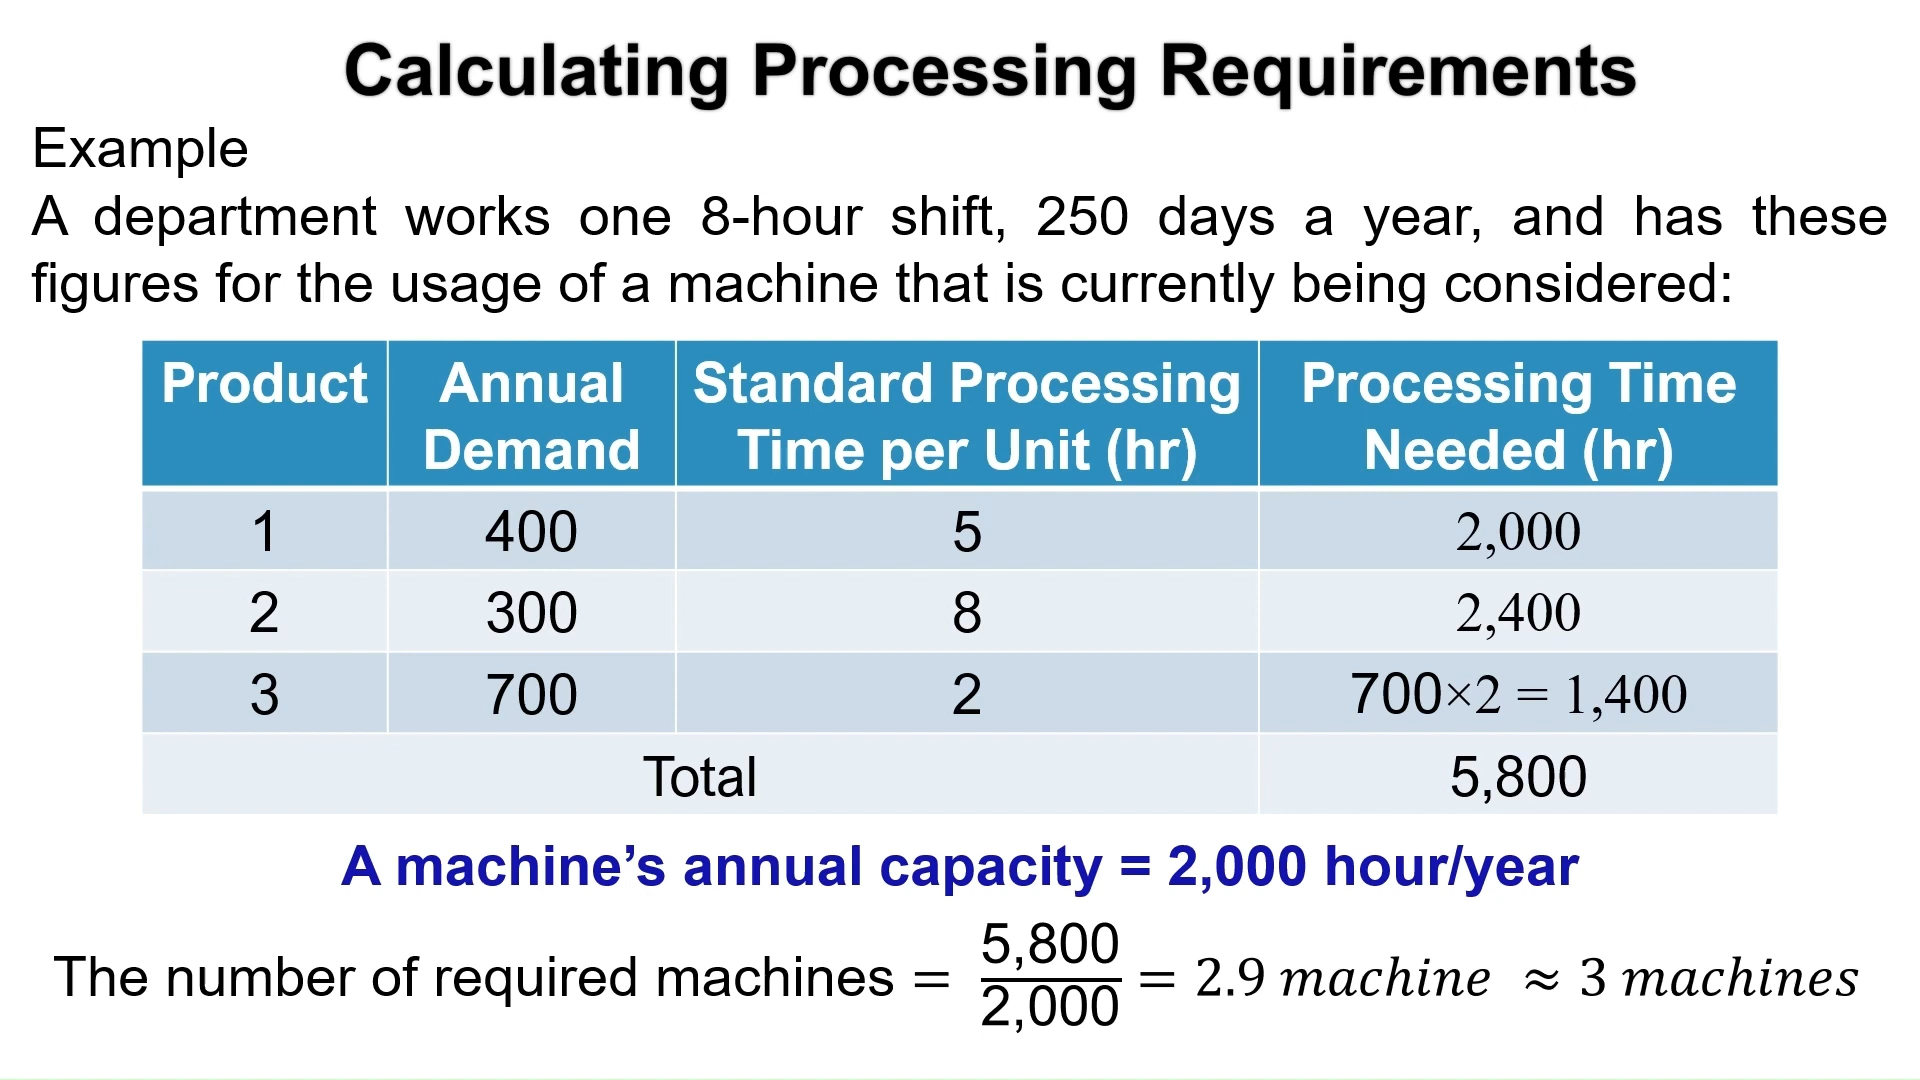 Calculating Processing Requirements
Example
A department works one 8-hour shift, 250 days a year, and has these
figures for the usage of a machine that is currently being considered:
Product Annual Demand Standard Processing Time per Unit (hr) Processing Time Needed (hr)
1 400 5 2,000
2 300 8 2,400
3 700 2 700×2 = 1,400
Total 5,800
A machine’s annual capacity = 2,000 hour/year
The number of required machines = 5,800/2,000 = 2.9 machine ≈ 3 machines